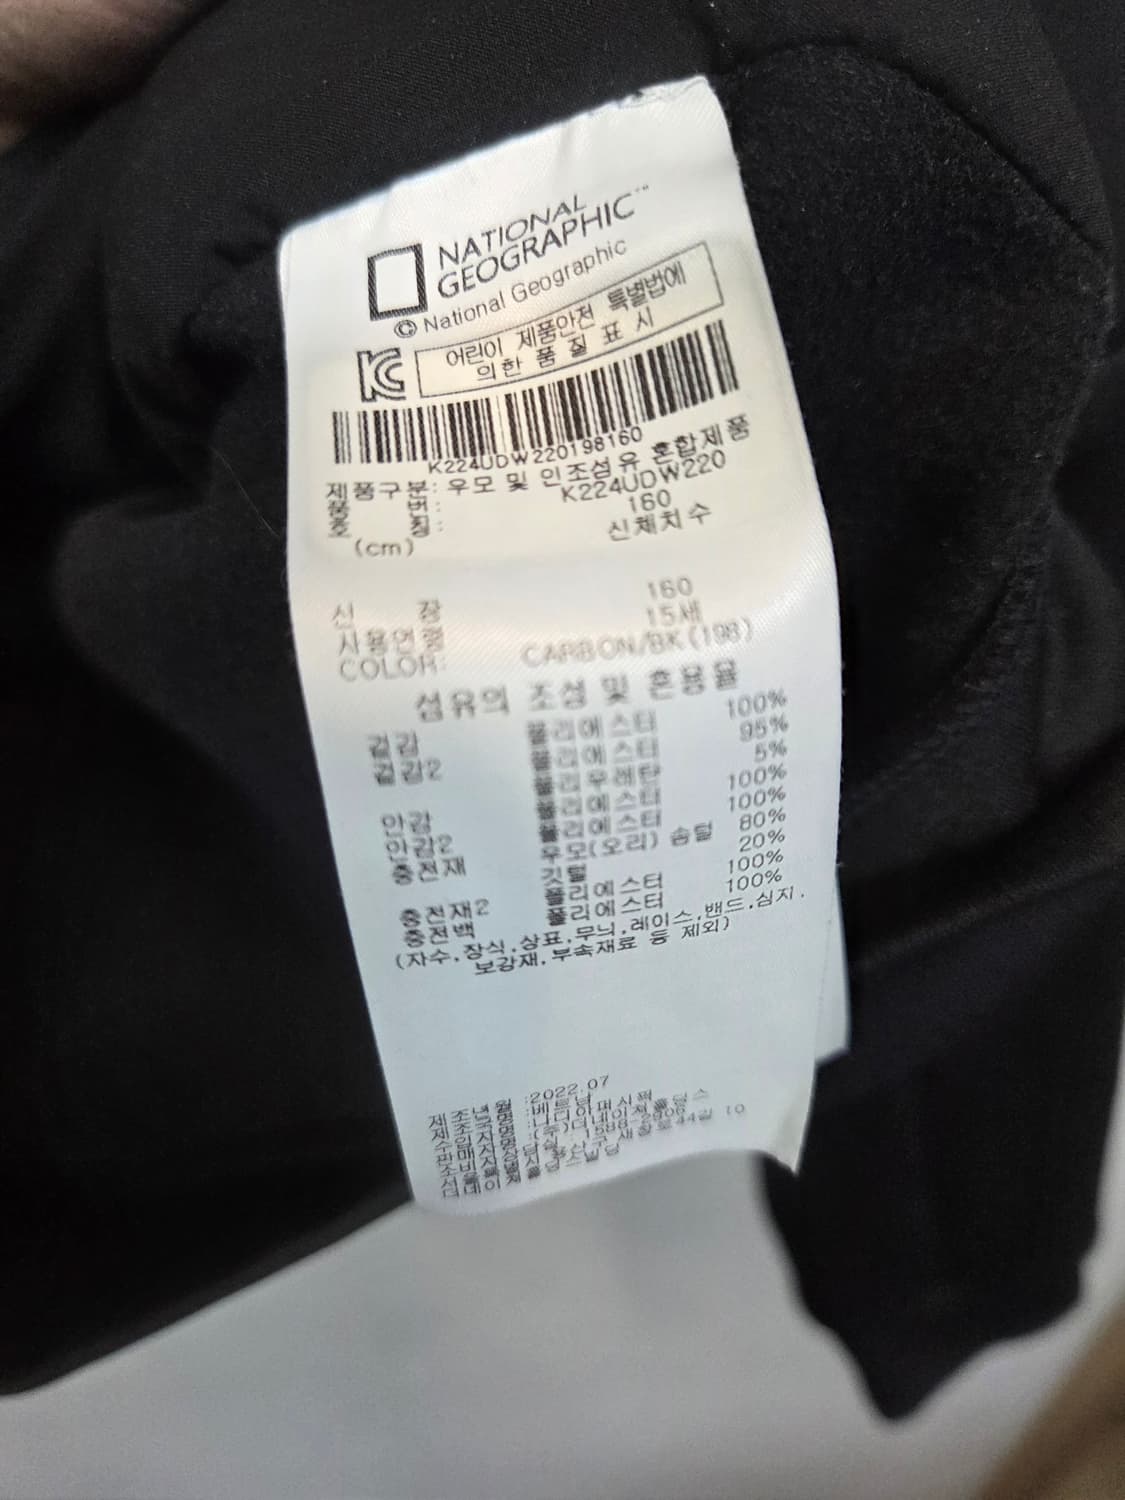 NATIONAL
GEOGRAPHIC™
© National Geographic
어린이 제품안전 특별법에
의한 품 질 표 시
K224UDW220198160
제품구분: 우모 및 인조섬유 혼합제품
품 번: K224UDW220
호 칭: 160
(cm) 신체치수
신 장 160
사용연령 15세
COLOR: CARBON/BK(198)
섬유의 조성 및 혼용율
겉감 폴리에스터 100%
겉감2 폴리에스터 95%
폴리우레탄 5%
안감 폴리에스터 100%
안감2 폴리에스터 100%
충전재 우모(오리) 솜털 80%
깃털 20%
충전재2 폴리에스터 100%
충전백 폴리에스터 100%
(자수.장식.상표.무늬.레이스.밴드.심지.
보강재.부속재료 등 제외)
제조년월 :2022.07